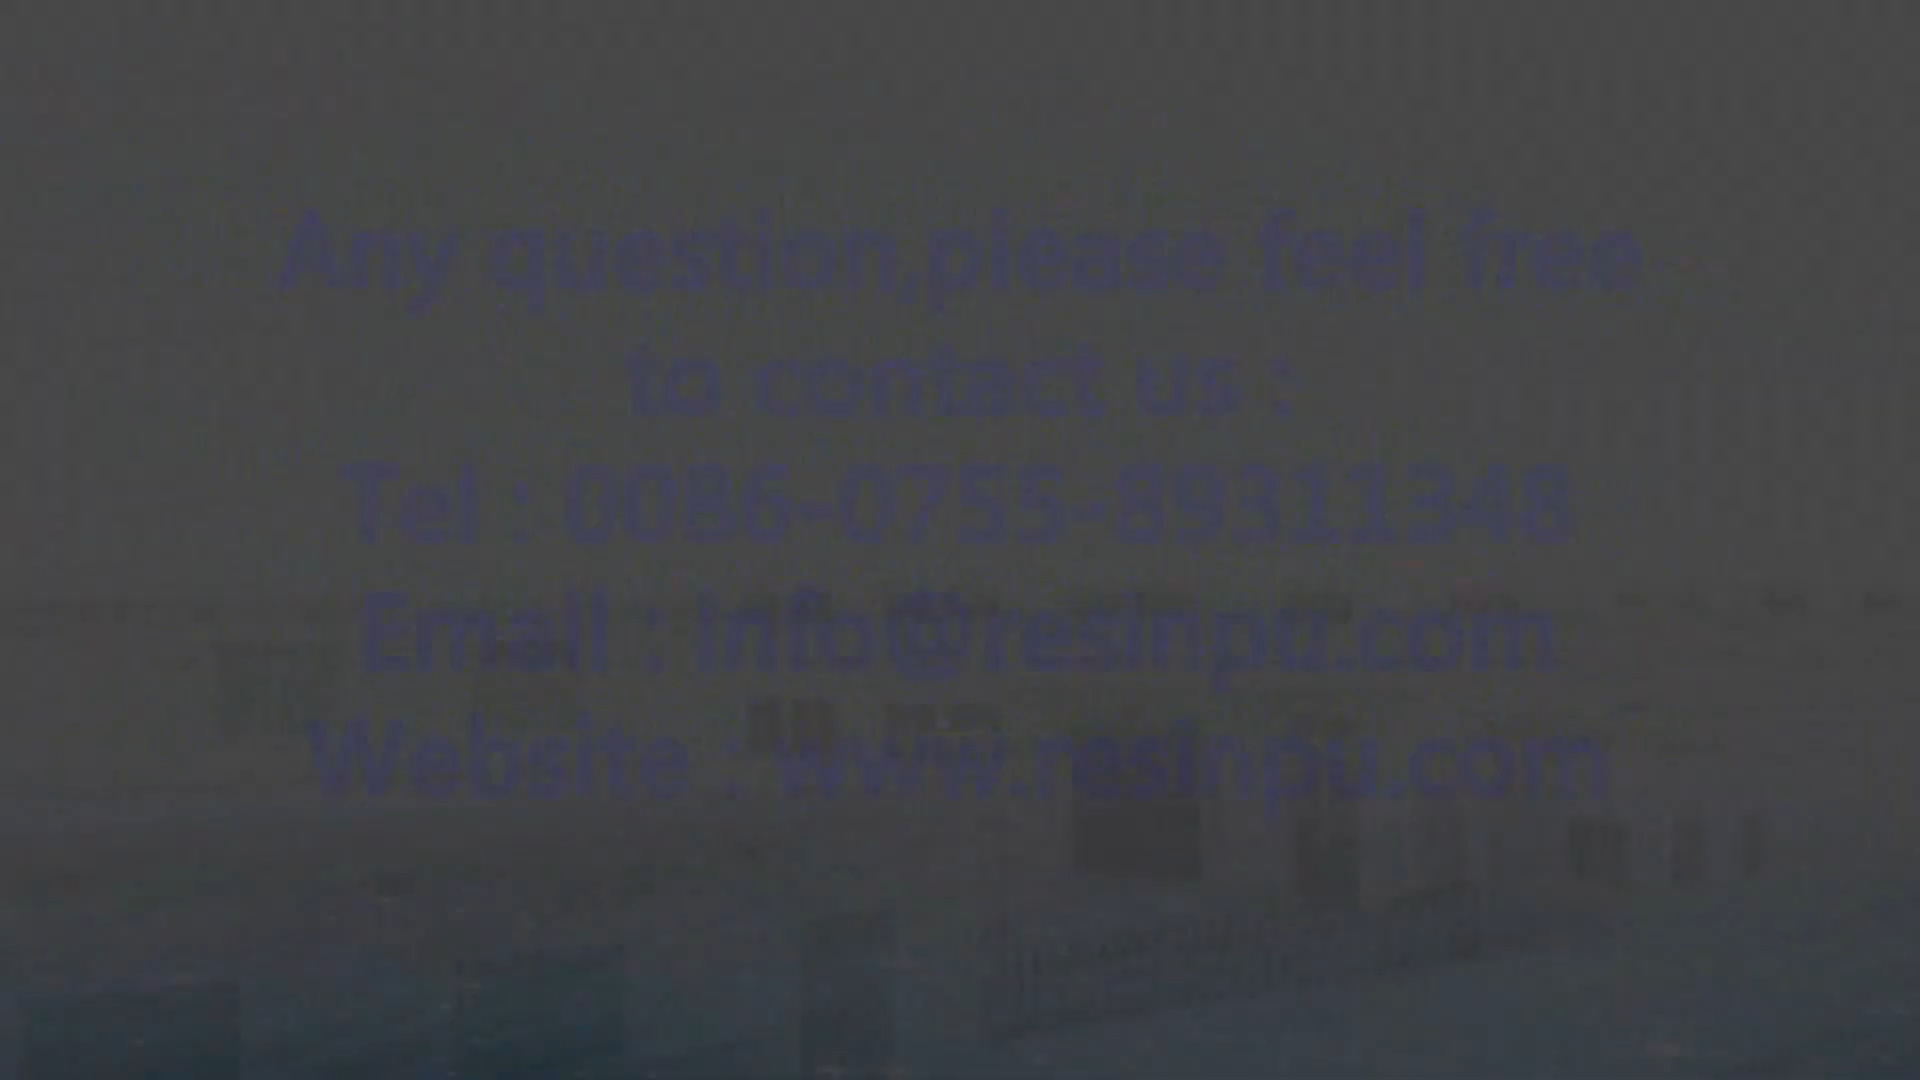 Any question,please feel free
to contact us :
Tel : 0086-0755-89311348
Email : info@resinpu.com
Website : www.resinpu.com